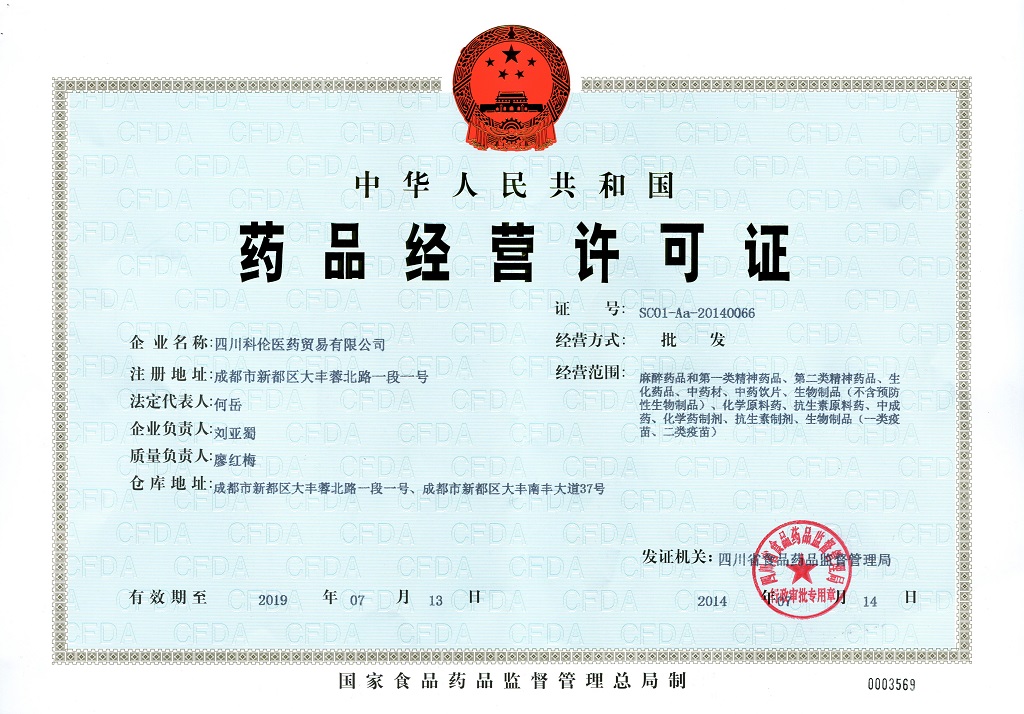 中华人民共和国
药品经营许可证
证 号: SC01-Aa-20140066
企业名称:四川科伦医药贸易有限公司
经营方式: 批 发
注册地址:成都市新都区大丰蓉北路一段一号
经营范围:麻醉药品和第一类精神药品、第二类精神药品、生
化药品、中药材、中药饮片、生物制品（不含预防
性生物制品）、化学原料药、抗生素原料药、中成
药、化学药制剂、抗生素制剂、生物制品（一类疫
苗、二类疫苗）
法定代表人:何岳
企业负责人:刘亚蜀
质量负责人:廖红梅
仓库地址:成都市新都区大丰蓉北路一段一号、成都市新都区大丰南丰大道37号
发证机关:四川省食品药品监督管理局
四川省食品药品监督管理局
行政审批专用章
有效期至 2019 年 07 月 13 日
2014 年 07 月 14 日
国家食品药品监督管理总局制
0003569
CFDA